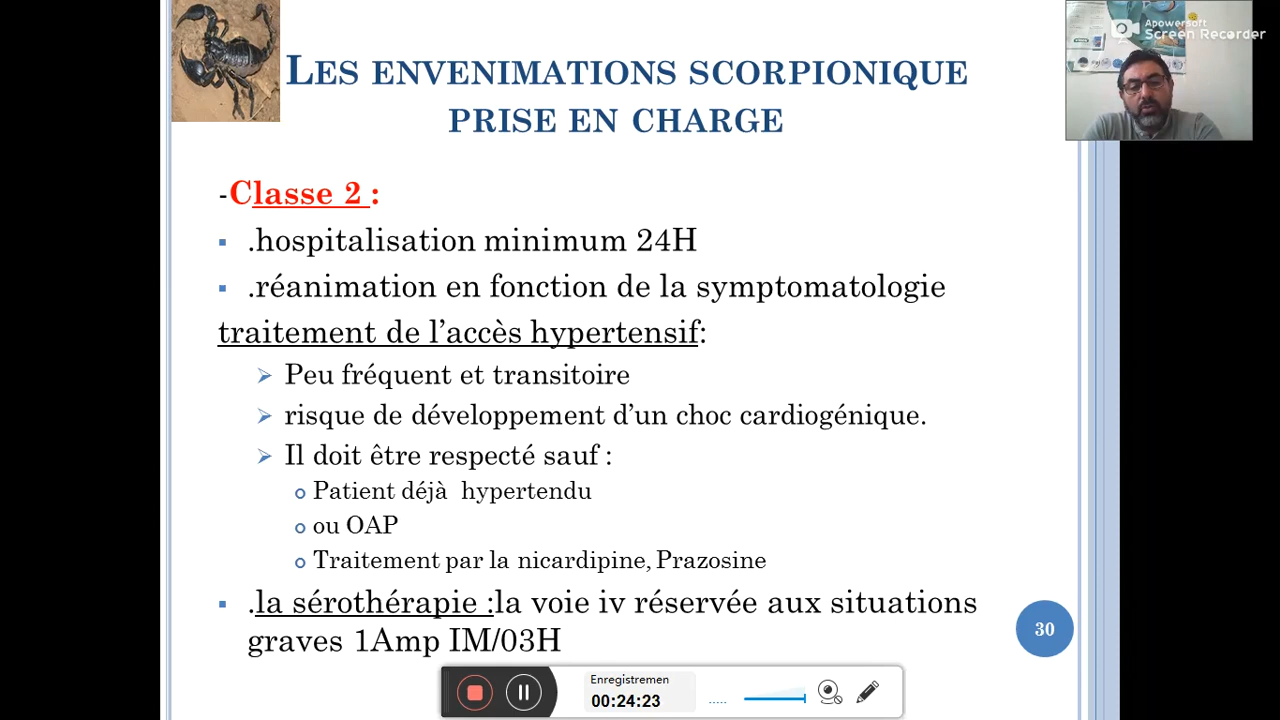 Apowersoft
Screen Recorder
LES ENVENIMATIONS SCORPIONIQUE
PRISE EN CHARGE
-Classe 2 :
.hospitalisation minimum 24H
.réanimation en fonction de la symptomatologie
traitement de l’accès hypertensif:
Peu fréquent et transitoire
risque de développement d’un choc cardiogénique.
Il doit être respecté sauf :
Patient déjà hypertendu
ou OAP
Traitement par la nicardipine, Prazosine
.la sérothérapie :la voie iv réservée aux situations
graves 1Amp IM/03H
30
Enregistremen
00:24:23